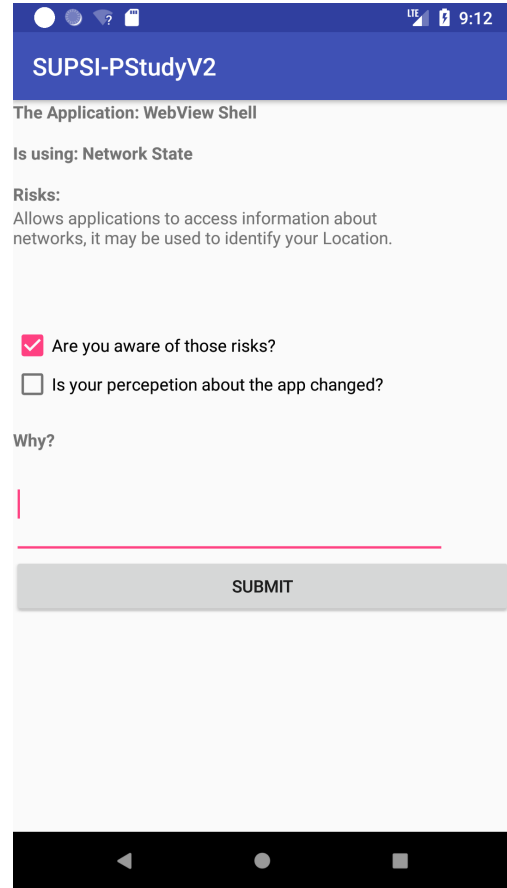 LTE 9:12
SUPSI-PStudyV2
The Application: WebView Shell
Is using: Network State
Risks:
Allows applications to access information about
networks, it may be used to identify your Location.
Are you aware of those risks?
Is your percepetion about the app changed?
Why?
SUBMIT